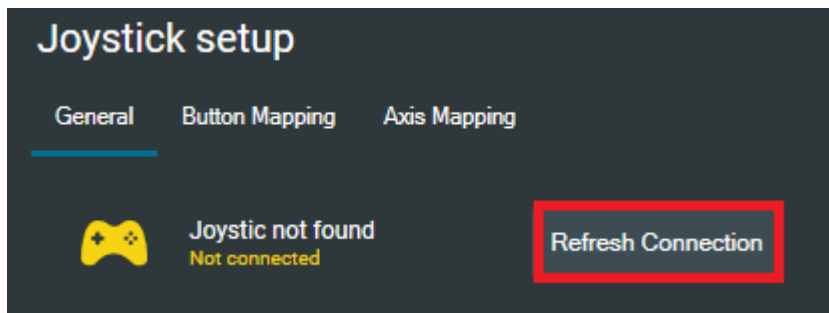 Joystick setup
General Button Mapping Axis Mapping
Joystic not found
Not connected
Refresh Connection